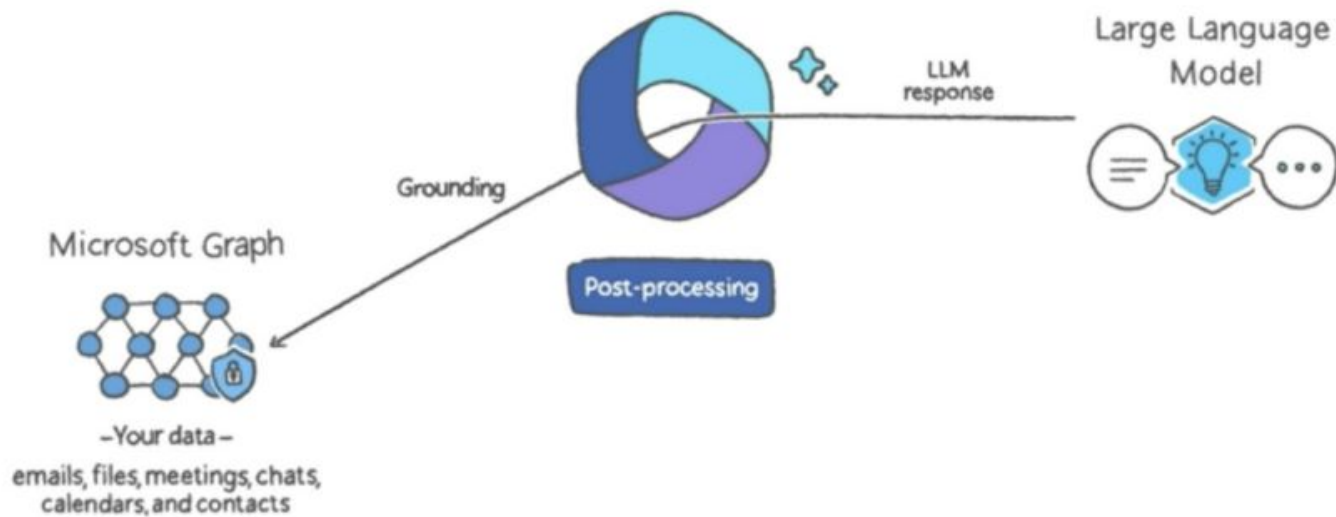 Large Language
Model
LLM
response
Grounding
Microsoft Graph
Post-processing
–Your data–
emails, files, meetings, chats,
calendars, and contacts